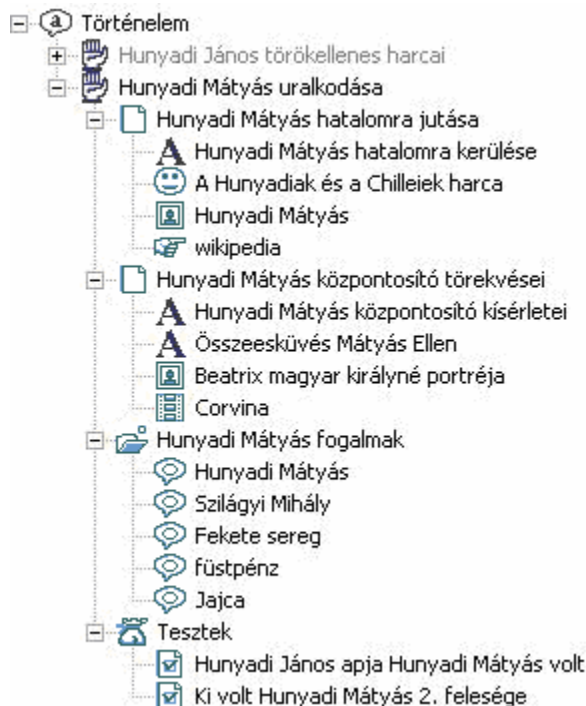 Történelem
Hunyadi János törökellenes harcai
Hunyadi Mátyás uralkodása
Hunyadi Mátyás hatalomra jutása
Hunyadi Mátyás hatalomra kerülése
A Hunyadiak és a Chilleiek harca
Hunyadi Mátyás
wikipedia
Hunyadi Mátyás központosító törekvései
Hunyadi Mátyás központosító kísérletei
Összeesküvés Mátyás Ellen
Beatrix magyar királyné portréja
Corvina
Hunyadi Mátyás fogalmak
Hunyadi Mátyás
Szilágyi Mihály
Fekete sereg
füstpénz
Jajca
Tesztek
Hunyadi János apja Hunyadi Mátyás volt
Ki volt Hunyadi Mátyás 2. felesége